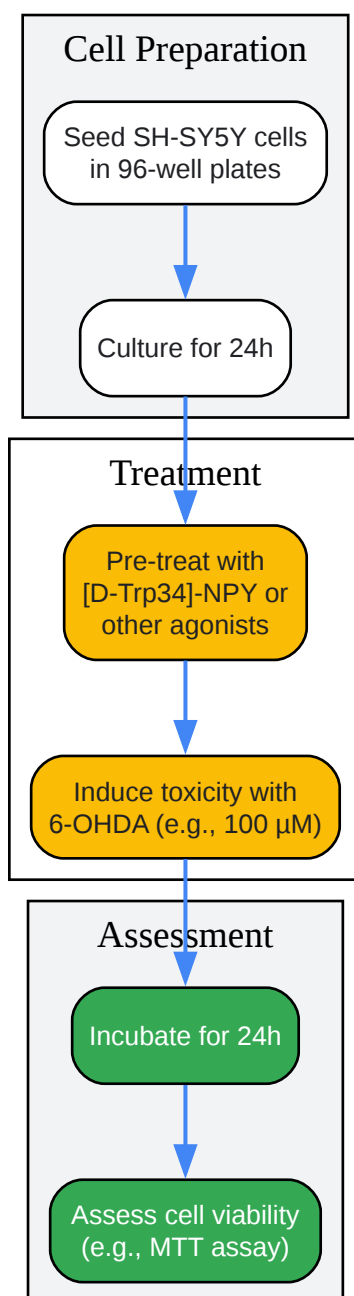 Cell Preparation
Seed SH-SY5Y cells
in 96-well plates
Culture for 24h
Treatment
Pre-treat with
[D-Trp34]-NPY or
other agonists
Induce toxicity with
6-OHDA (e.g., 100 µM)
Assessment
Incubate for 24h
Assess cell viability
(e.g., MTT assay)